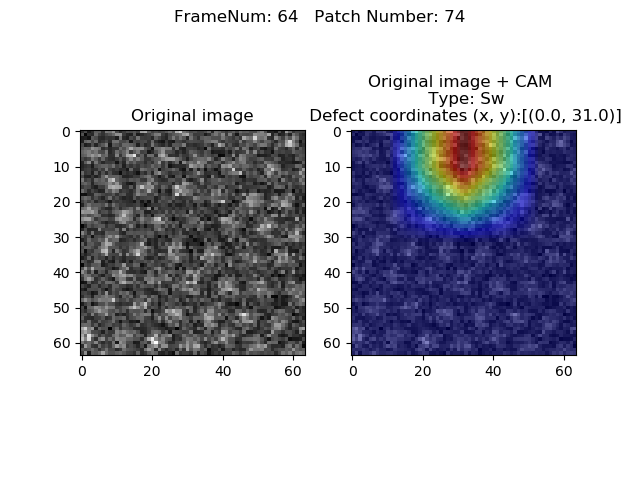 FrameNum: 64   Patch Number: 74
Original image
0
10
20
30
40
50
60
0 20 40 60
Original image + CAM
Type: Sw
Defect coordinates (x, y):[(0.0, 31.0)]
0
10
20
30
40
50
60
0 20 40 60